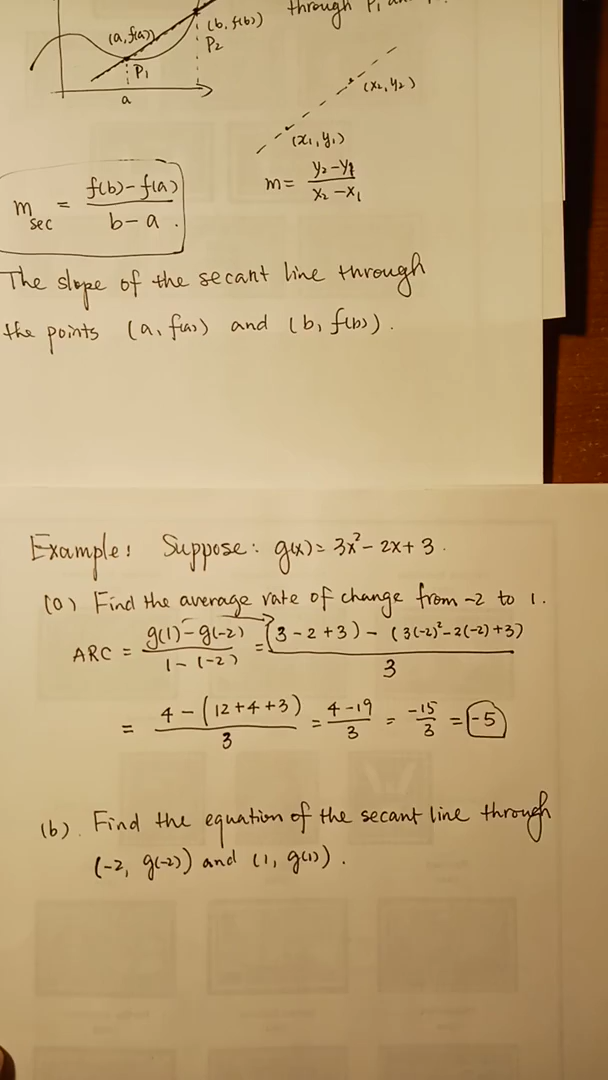 through P₁
(a, f(a))
(b, f(b))
P₂
P₁
a
(x₂, y₂)
(x₁, y₁)
m = (y₂ - y₁)/(x₂ - x₁)
m_sec = (f(b) - f(a))/(b - a).
The slope of the secant line through
the points (a, f(a)) and (b, f(b)).
Example: Suppose: g(x) = 3x² - 2x + 3.
(a) Find the average rate of change from -2 to 1.
ARC = (g(1) - g(-2))/(1 - (-2)) = ((3 - 2 + 3) - (3(-2)² - 2(-2) + 3))/3
= (4 - (12 + 4 + 3))/3 = (4 - 19)/3 = -15/3 = -5
(b). Find the equation of the secant line through
(-2, g(-2)) and (1, g(1)).